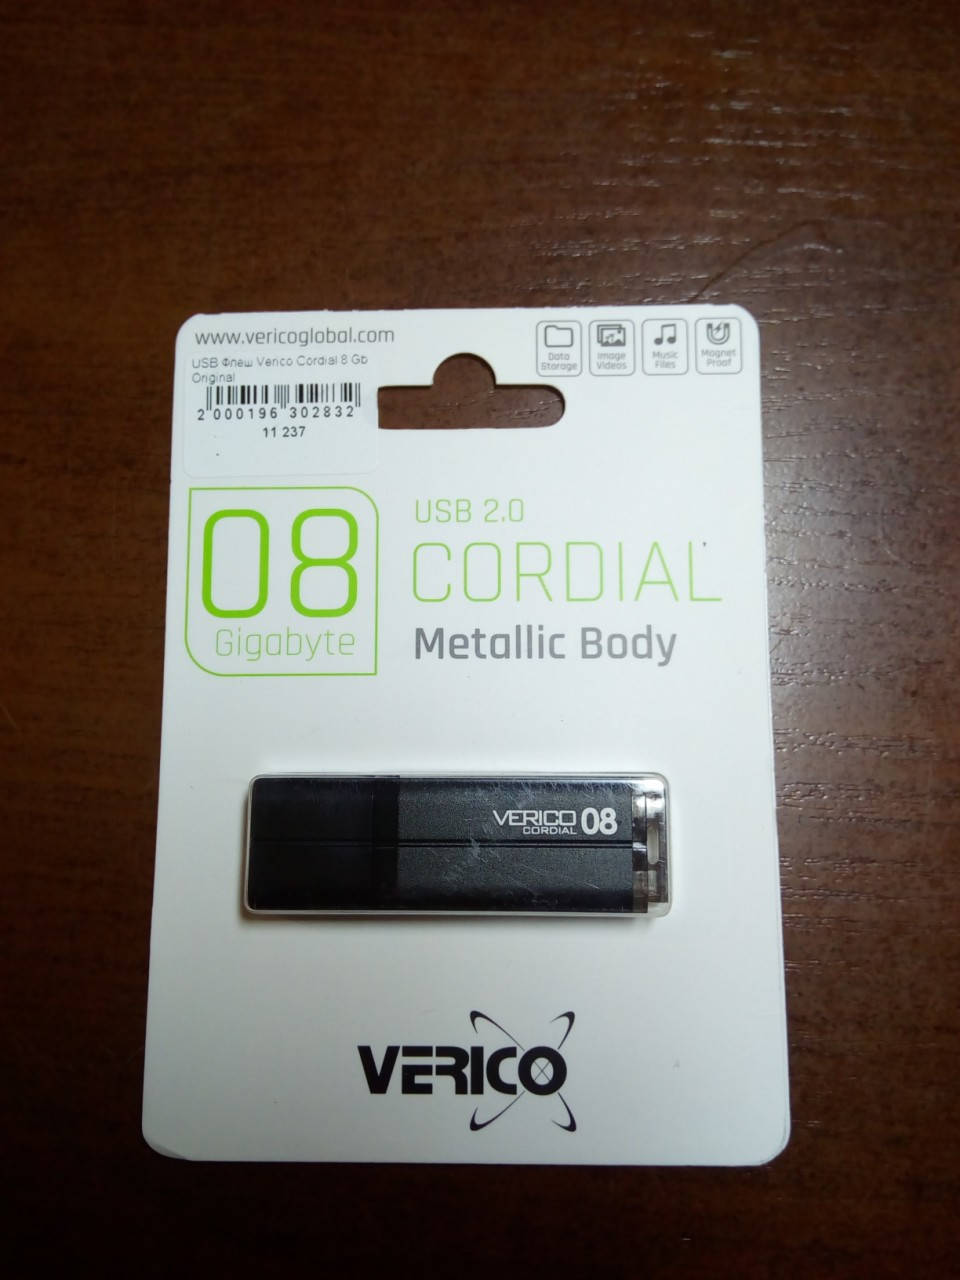 www.vericoglobal.com
Data
Storage
Image
Videos
Music
Files
Magnet
Proof
USB Флеш Verico Cordial 8 Gb
Original
2 000196 302832
11 237
08
Gigabyte
USB 2.0
CORDIAL
Metallic Body
VERICO 08
CORDIAL
VERICO